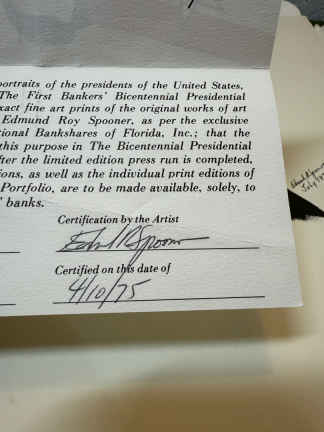 portraits of the presidents of the United States,
The First Bankers' Bicentennial Presidential
exact fine art prints of the original works of art
Edmund Roy Spooner, as per the exclusive
tional Bankshares of Florida, Inc.; that the
this purpose in The Bicentennial Presidential
fter the limited edition press run is completed,
ions, as well as the individual print editions of
Portfolio, are to be made available, solely, to
' banks.
Certification by the Artist
Edmund R Spooner
Certified on this date of
4/10/75